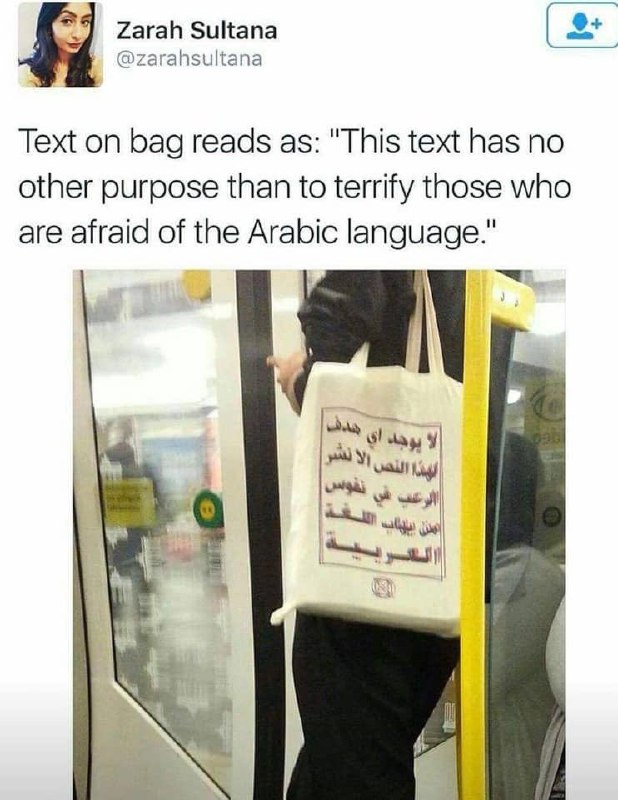 Zarah Sultana
@zarahsultana
Text on bag reads as: "This text has no
other purpose than to terrify those who
are afraid of the Arabic language."
لا يوجد اي هدف
لهذا النص الا نشر
الرعب في نفوس
من يهاب اللغة
العربية